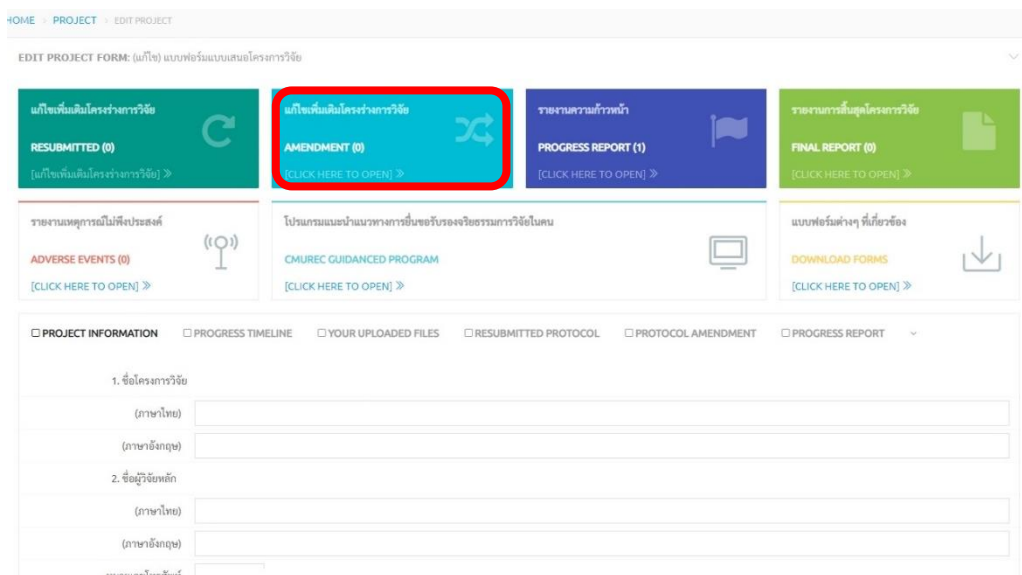 HOME > PROJECT > EDIT PROJECT
EDIT PROJECT FORM: (แก้ไข) แบบฟอร์มแบบเสนอโครงการวิจัย
แก้ไขเพิ่มเติมโครงร่างการวิจัย
RESUBMITTED (0)
[แก้ไขเพิ่มเติมโครงร่างการวิจัย] »
แก้ไขเพิ่มเติมโครงร่างการวิจัย
AMENDMENT (0)
[CLICK HERE TO OPEN] »
รายงานความก้าวหน้า
PROGRESS REPORT (1)
[CLICK HERE TO OPEN] »
รายงานการสิ้นสุดโครงการวิจัย
FINAL REPORT (0)
[CLICK HERE TO OPEN] »
รายงานเหตุการณ์ไม่พึงประสงค์
ADVERSE EVENTS (0)
[CLICK HERE TO OPEN] »
โปรแกรมแนะนำแนวทางการยื่นขอรับรองจริยธรรมการวิจัยในคน
CMUREC GUIDANCED PROGRAM
[CLICK HERE TO OPEN] »
แบบฟอร์มต่างๆ ที่เกี่ยวข้อง
DOWNLOAD FORMS
[CLICK HERE TO OPEN] »
PROJECT INFORMATION PROGRESS TIMELINE YOUR UPLOADED FILES RESUBMITTED PROTOCOL PROTOCOL AMENDMENT PROGRESS REPORT
1. ชื่อโครงการวิจัย
(ภาษาไทย)
(ภาษาอังกฤษ)
2. ชื่อผู้วิจัยหลัก
(ภาษาไทย)
(ภาษาอังกฤษ)